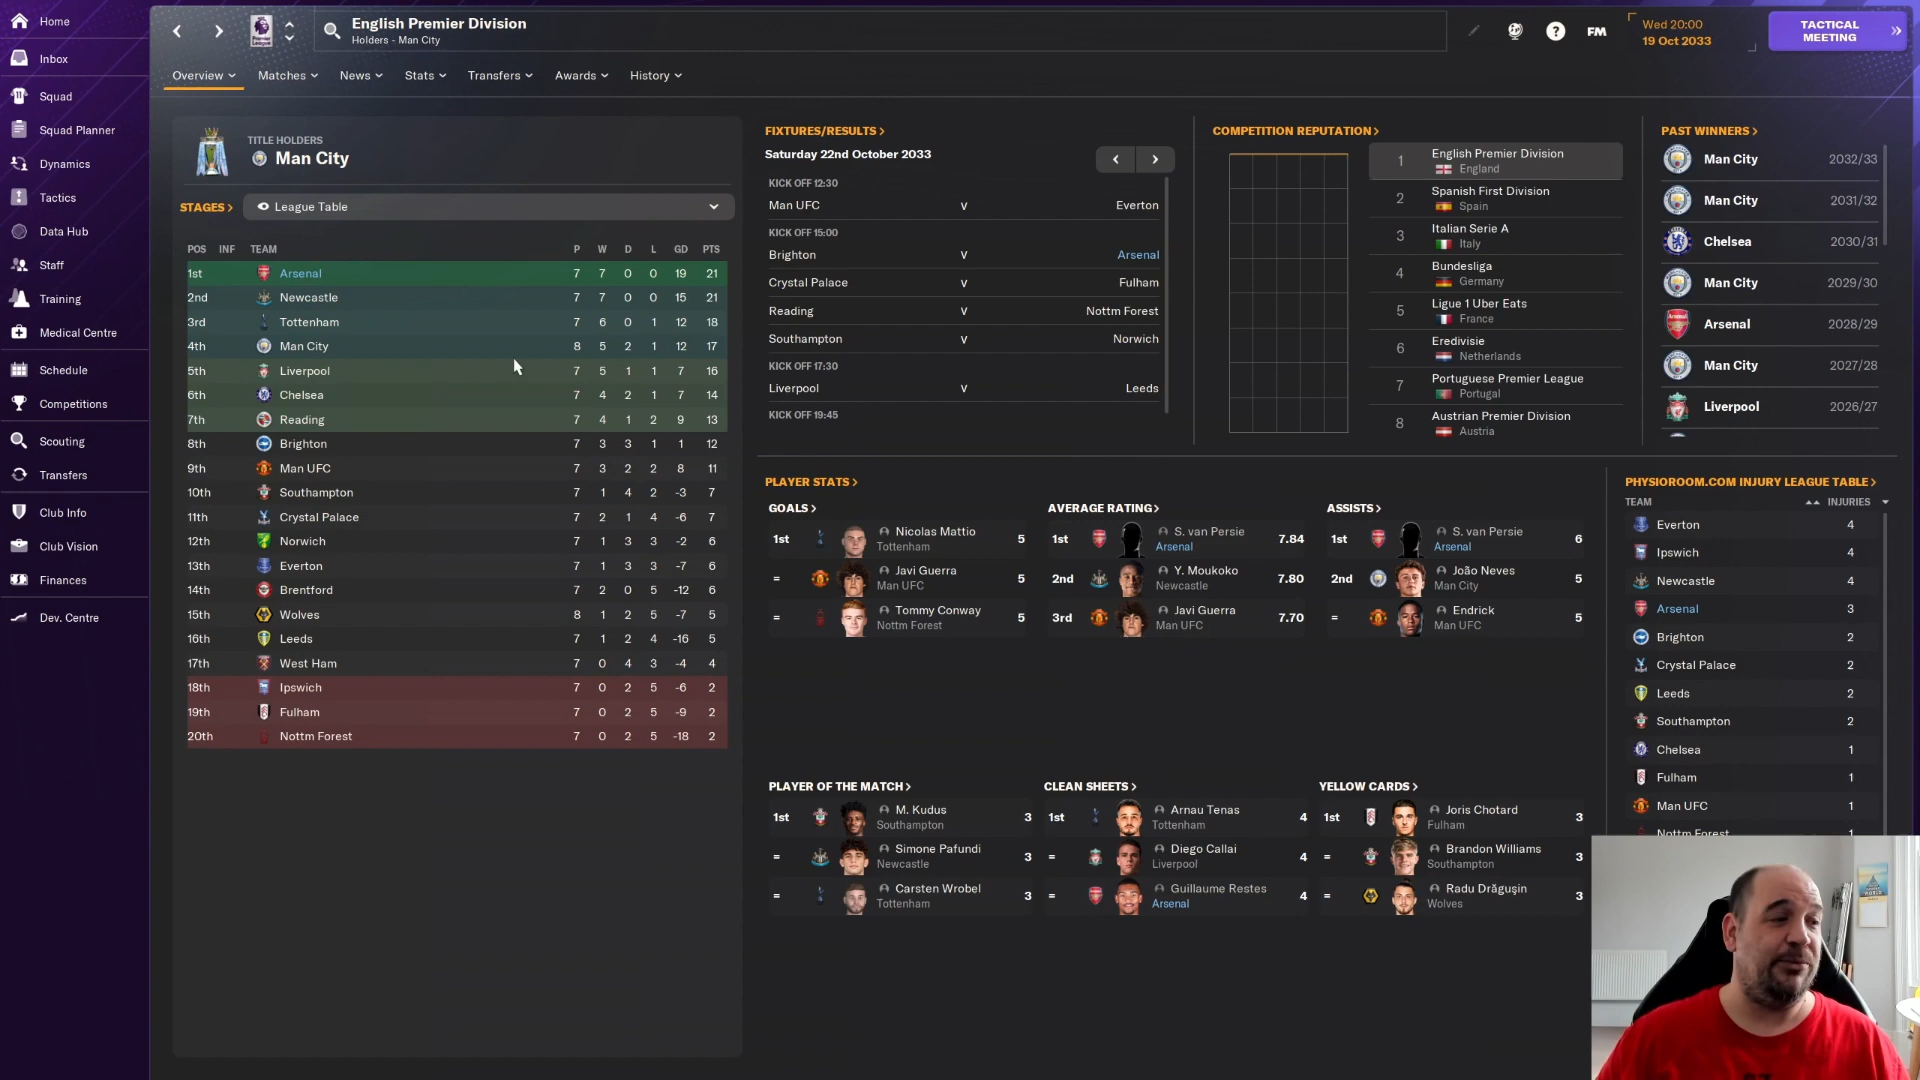 Home
Inbox
Squad
Squad Planner
Dynamics
Tactics
Data Hub
Staff
Training
Medical Centre
Schedule
Competitions
Scouting
Transfers
Club Info
Club Vision
Finances
Dev. Centre
English Premier Division
Holders - Man City
FM
Wed 20:00
19 Oct 2033
TACTICAL
MEETING
Overview Matches News Stats Transfers Awards History
TITLE HOLDERS
Man City
STAGES League Table
POS INF TEAM P W D L GD PTS
1st Arsenal 7 7 0 0 19 21
2nd Newcastle 7 7 0 0 15 21
3rd Tottenham 7 6 0 1 12 18
4th Man City 8 5 2 1 12 17
5th Liverpool 7 5 1 1 7 16
6th Chelsea 7 4 2 1 7 14
7th Reading 7 4 1 2 9 13
8th Brighton 7 3 3 1 1 12
9th Man UFC 7 3 2 2 8 11
10th Southampton 7 1 4 2 -3 7
11th Crystal Palace 7 2 1 4 -6 7
12th Norwich 7 1 3 3 -2 6
13th Everton 7 1 3 3 -7 6
14th Brentford 7 2 0 5 -12 6
15th Wolves 8 1 2 5 -7 5
16th Leeds 7 1 2 4 -16 5
17th West Ham 7 0 4 3 -4 4
18th Ipswich 7 0 2 5 -6 2
19th Fulham 7 0 2 5 -9 2
20th Nottm Forest 7 0 2 5 -18 2
FIXTURES/RESULTS
Saturday 22nd October 2033
KICK OFF 12:30
Man UFC v Everton
KICK OFF 15:00
Brighton v Arsenal
Crystal Palace v Fulham
Reading v Nottm Forest
Southampton v Norwich
KICK OFF 17:30
Liverpool v Leeds
KICK OFF 19:45
COMPETITION REPUTATION
1 English Premier Division
England
2 Spanish First Division
Spain
3 Italian Serie A
Italy
4 Bundesliga
Germany
5 Ligue 1 Uber Eats
France
6 Eredivisie
Netherlands
7 Portuguese Premier League
Portugal
8 Austrian Premier Division
Austria
PAST WINNERS
Man City 2032/33
Man City 2031/32
Chelsea 2030/31
Man City 2029/30
Arsenal 2028/29
Man City 2027/28
Liverpool 2026/27
PLAYER STATS
GOALS
1st Nicolas Mattio 5
Tottenham
= Javi Guerra 5
Man UFC
= Tommy Conway 5
Nottm Forest
AVERAGE RATING
1st S. van Persie 7.84
Arsenal
2nd Y. Moukoko 7.80
Newcastle
3rd Javi Guerra 7.70
Man UFC
ASSISTS
1st S. van Persie 6
Arsenal
2nd João Neves 5
Man City
= Endrick 5
Man UFC
PLAYER OF THE MATCH
1st M. Kudus 3
Southampton
= Simone Pafundi 3
Newcastle
= Carsten Wrobel 3
Tottenham
CLEAN SHEETS
1st Arnau Tenas 4
Tottenham
= Diego Callai 4
Liverpool
= Guillaume Restes 4
Arsenal
YELLOW CARDS
1st Joris Chotard 3
Fulham
= Brandon Williams 3
Southampton
= Radu Drăguşin 3
Wolves
PHYSIOROOM.COM INJURY LEAGUE TABLE
TEAM INJURIES
Everton 4
Ipswich 4
Newcastle 4
Arsenal 3
Brighton 2
Crystal Palace 2
Leeds 2
Southampton 2
Chelsea 1
Fulham 1
Man UFC 1
Nottm Forest 1